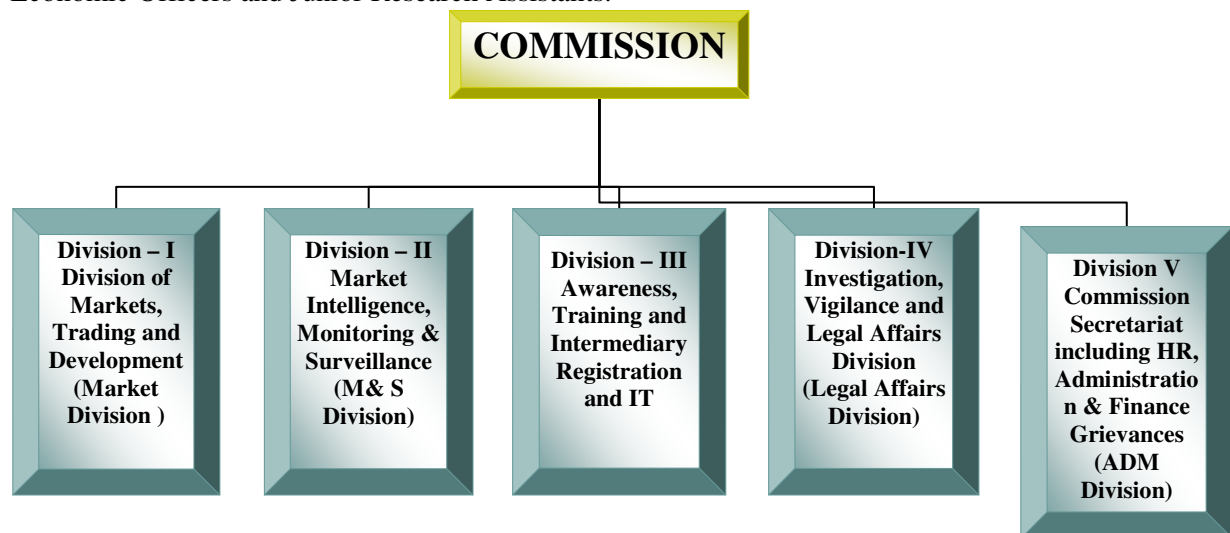 Economic Officers and Junior Research Assistants.
COMMISSION
Division – I
Division of
Markets,
Trading and
Development
(Market
Division )
Division – II
Market
Intelligence,
Monitoring &
Surveillance
(M& S
Division)
Division – III
Awareness,
Training and
Intermediary
Registration
and IT
Division-IV
Investigation,
Vigilance and
Legal Affairs
Division
(Legal Affairs
Division)
Division V
Commission
Secretariat
including HR,
Administratio
n & Finance
Grievances
(ADM
Division)